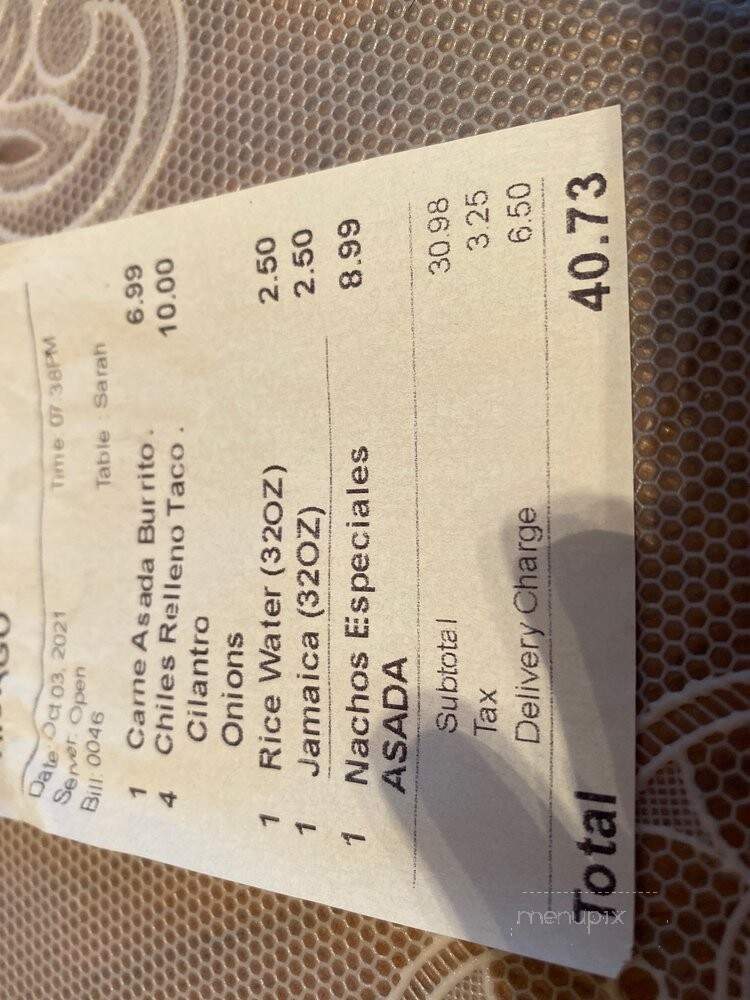 Date: Oct 03, 2021 Time 07:38PM
Server: Open Table : Sarah
Bill: 0046
1 Carne Asada Burrito . 6.99
4 Chiles Relleno Taco . 10.00
Cilantro
Onions
1 Rice Water (32OZ) 2.50
1 Jamaica (32OZ) 2.50
1 Nachos Especiales 8.99
ASADA
Subtotal 30.98
Tax 3.25
Delivery Charge 6.50
Total 40.73
menupix